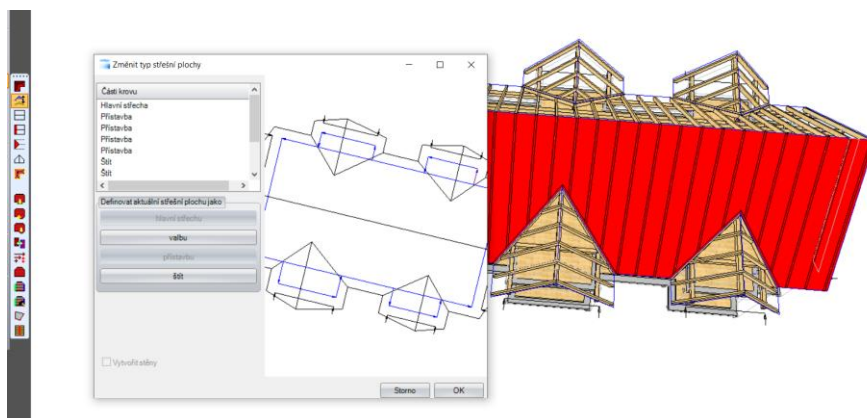 Změnit typ střešní plochy
Části krovu
Hlavní střecha
Přístavba
Přístavba
Přístavba
Přístavba
Štít
Štít
Definovat aktuální střešní plochu jako
hlavní střechu
valbu
přístavbu
štít
Vytvořit stěny
Storno
OK